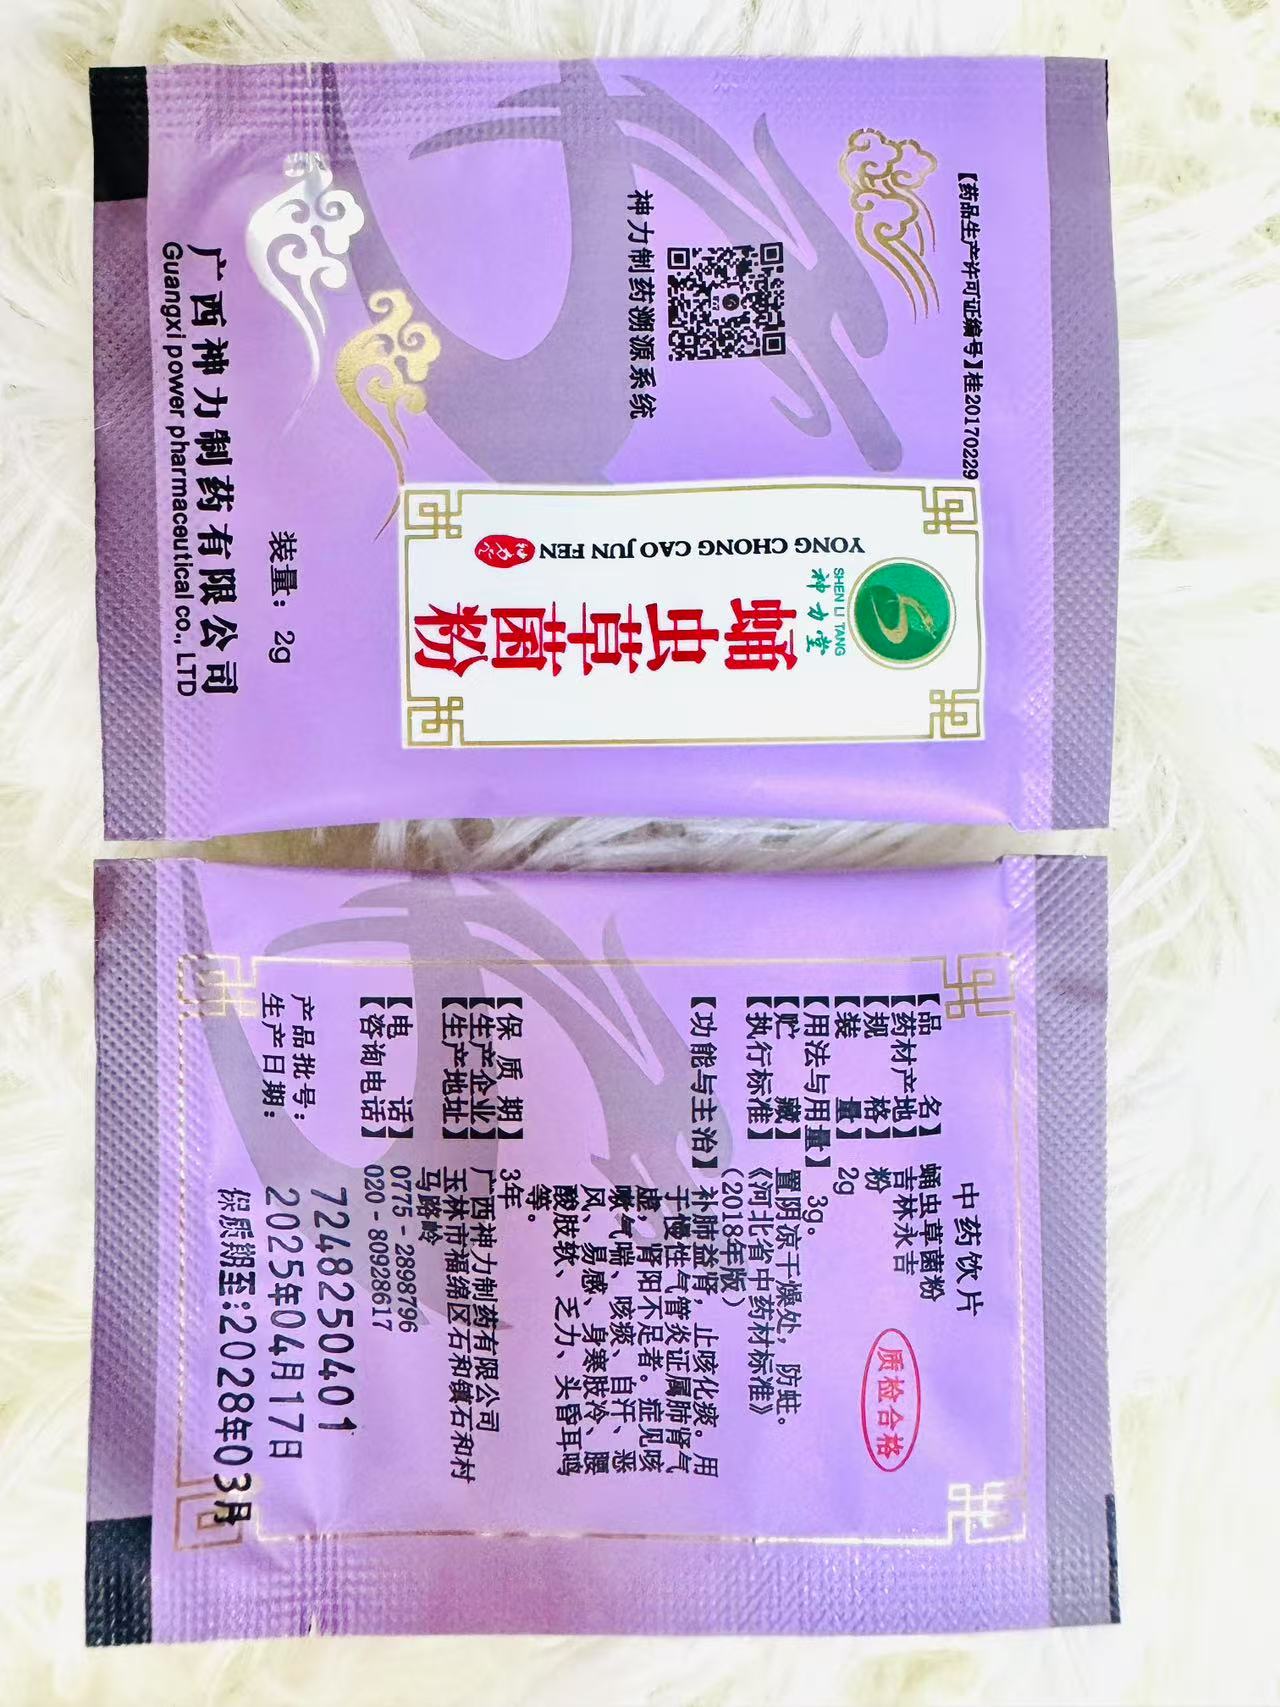 【药品生产许可证编号】桂20170229
神力制药溯源系统
SHEN LI TANG
神力堂
蛹虫草菌粉
YONG CHONG CAO JUN FEN
装量：2g
广西神力制药有限公司
Guangxi power pharmaceutical co., LTD
中药饮片
【品 名】 蛹虫草菌粉
【药材产地】 吉林永吉
【规 格】 粉
【装 量】 2g
【用法与用量】 3g。
【贮 藏】 置阴凉干燥处，防蛀。
【执行标准】 《河北省中药材标准》
（2018年版）
【功能与主治】 补肺益肾，止咳化痰。用
于慢性气管炎证属肺肾气
虚，肾阳不足者。症见咳
嗽、气喘、咳痰、自汗、恶
风、易感、身寒肢冷、腰
酸肢软、乏力、头昏耳鸣
等。
【保 质 期】 3年
【生产企业】 广西神力制药有限公司
【生产地址】 玉林市福绵区石和镇石和村
马路岭
【电 话】 0775-2898796
【咨询电话】 020-80928617
产品批号： 7248250401
生产日期： 2025年04月17日
保质期至:2028年03月
质检合格